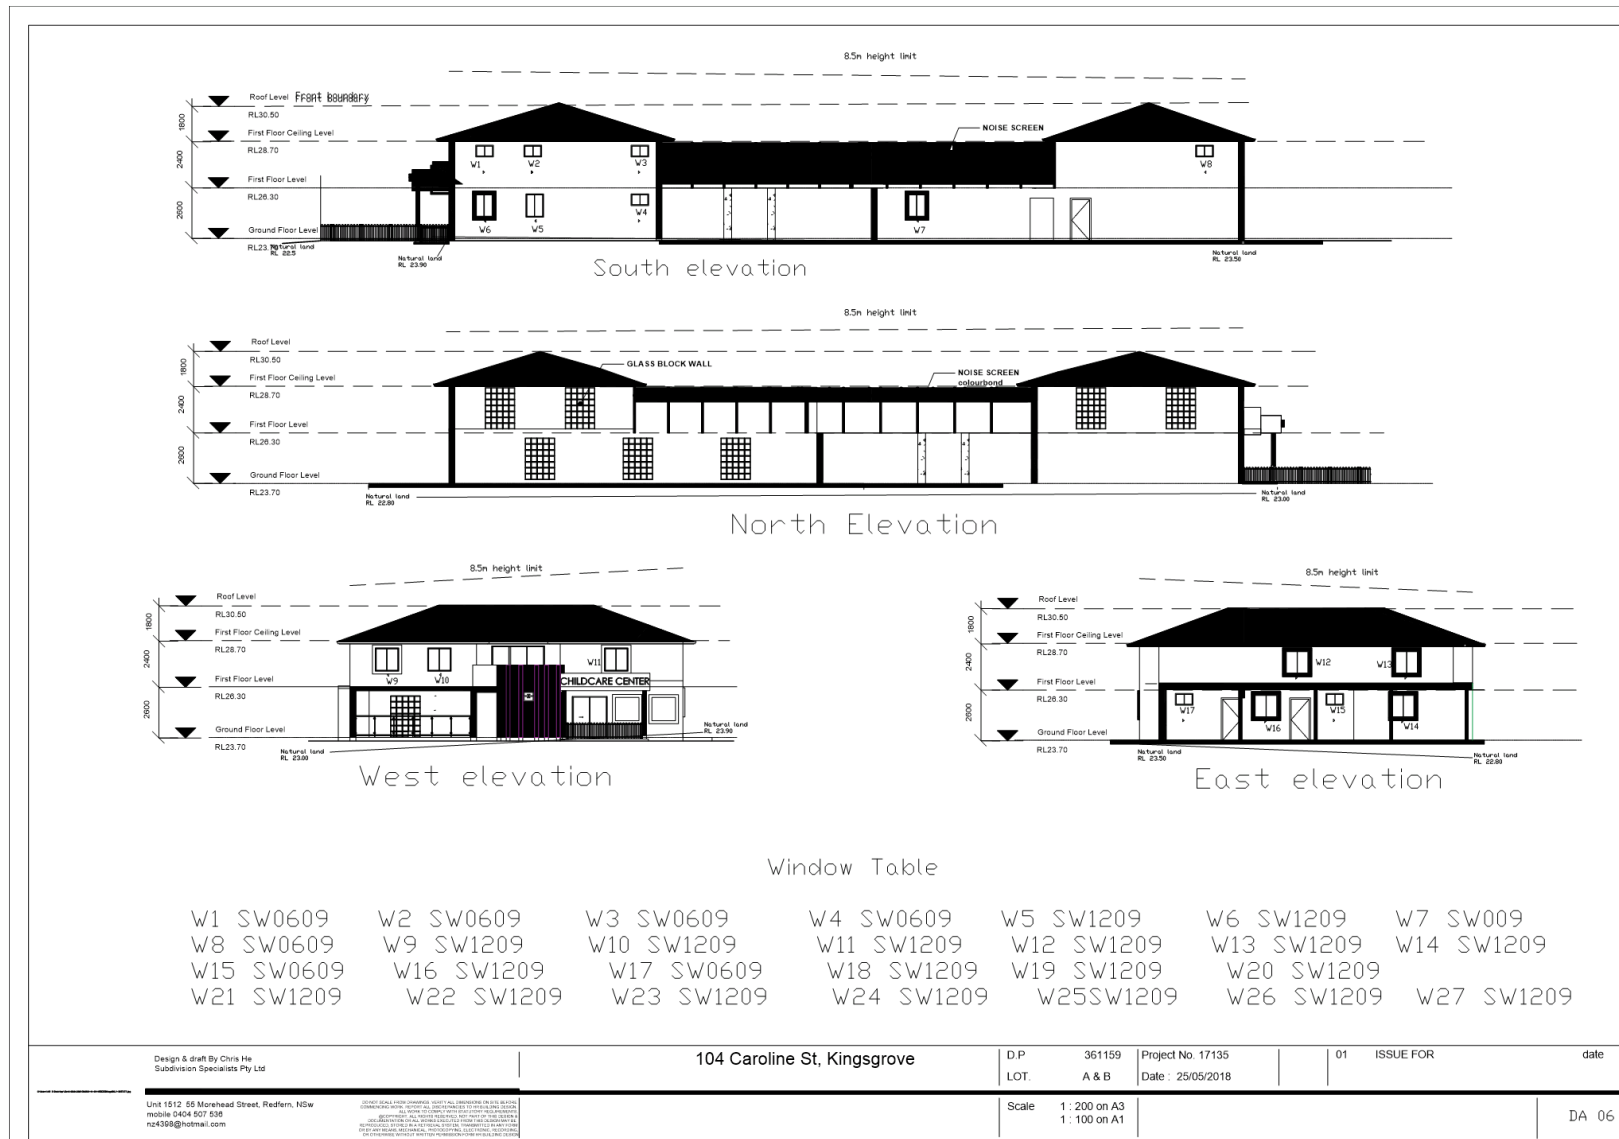 8.5m height limit
Roof Level Front boundary
RL30.50
1800
First Floor Ceiling Level
NOISE SCREEN
RL28.70
W1 W2 W3 W8
2400
First Floor Level
RL26.30
W4
2600
W6 W5 W7
Ground Floor Level
RL23.70
Natural land
RL 22.5
Natural land
RL 23.90
Natural land
RL 23.50
South elevation
8.5m height limit
Roof Level
RL30.50
1800
GLASS BLOCK WALL
NOISE SCREEN
colourbond
First Floor Ceiling Level
RL28.70
2400
First Floor Level
RL26.30
2600
Ground Floor Level
RL23.70
Natural land
RL 22.80
Natural land
RL 23.00
North Elevation
8.5m height limit
Roof Level
RL30.50
1800
First Floor Ceiling Level
RL28.70
2400
W9 W10 W11
First Floor Level
CHILDCARE CENTER
RL26.30
2600
Ground Floor Level
RL23.70
Natural land
RL 23.00
Natural land
RL 23.90
West elevation
8.5m height limit
Roof Level
RL30.50
1800
First Floor Ceiling Level
RL28.70
2400
W12 W13
First Floor Level
RL26.30
2600
W17 W16 W15 W14
Ground Floor Level
RL23.70
Natural land
RL 23.50
Natural land
RL 22.80
East elevation
Window Table
W1 SW0609 W2 SW0609 W3 SW0609 W4 SW0609 W5 SW1209 W6 SW1209 W7 SW009
W8 SW0609 W9 SW1209 W10 SW1209 W11 SW1209 W12 SW1209 W13 SW1209 W14 SW1209
W15 SW0609 W16 SW1209 W17 SW0609 W18 SW1209 W19 SW1209 W20 SW1209
W21 SW1209 W22 SW1209 W23 SW1209 W24 SW1209 W25SW1209 W26 SW1209 W27 SW1209
Design & draft By Chris He
Subdivision Specialists Pty Ltd
104 Caroline St, Kingsgrove
D.P 361159
LOT. A & B
Project No. 17135
Date : 25/05/2018
01 ISSUE FOR date
Unit 1512 55 Morehead Street, Redfern, NSw
mobile 0404 507 536
nz4398@hotmail.com
Scale 1 : 200 on A3
1 : 100 on A1
DA 06